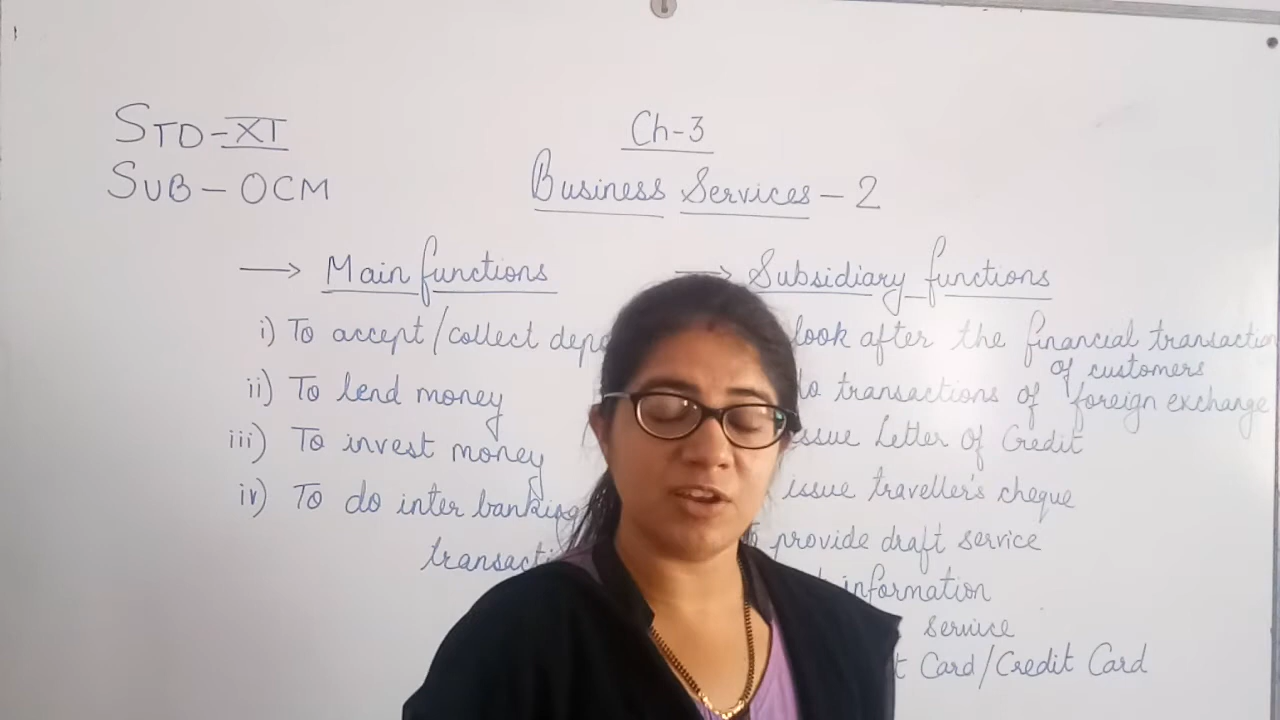 STD-XI
SUB-OCM
Ch-3
Business Services-2
→ Main functions
i) To accept/collect
ii) To lend money
iii) To invest money
iv) To do inter banking
→ Subsidiary functions
look after the financial transaction
of customers
do transactions of foreign exchange
issue Letter of Credit
issue traveller's cheque
provide draft service
information
service
Card/Credit Card